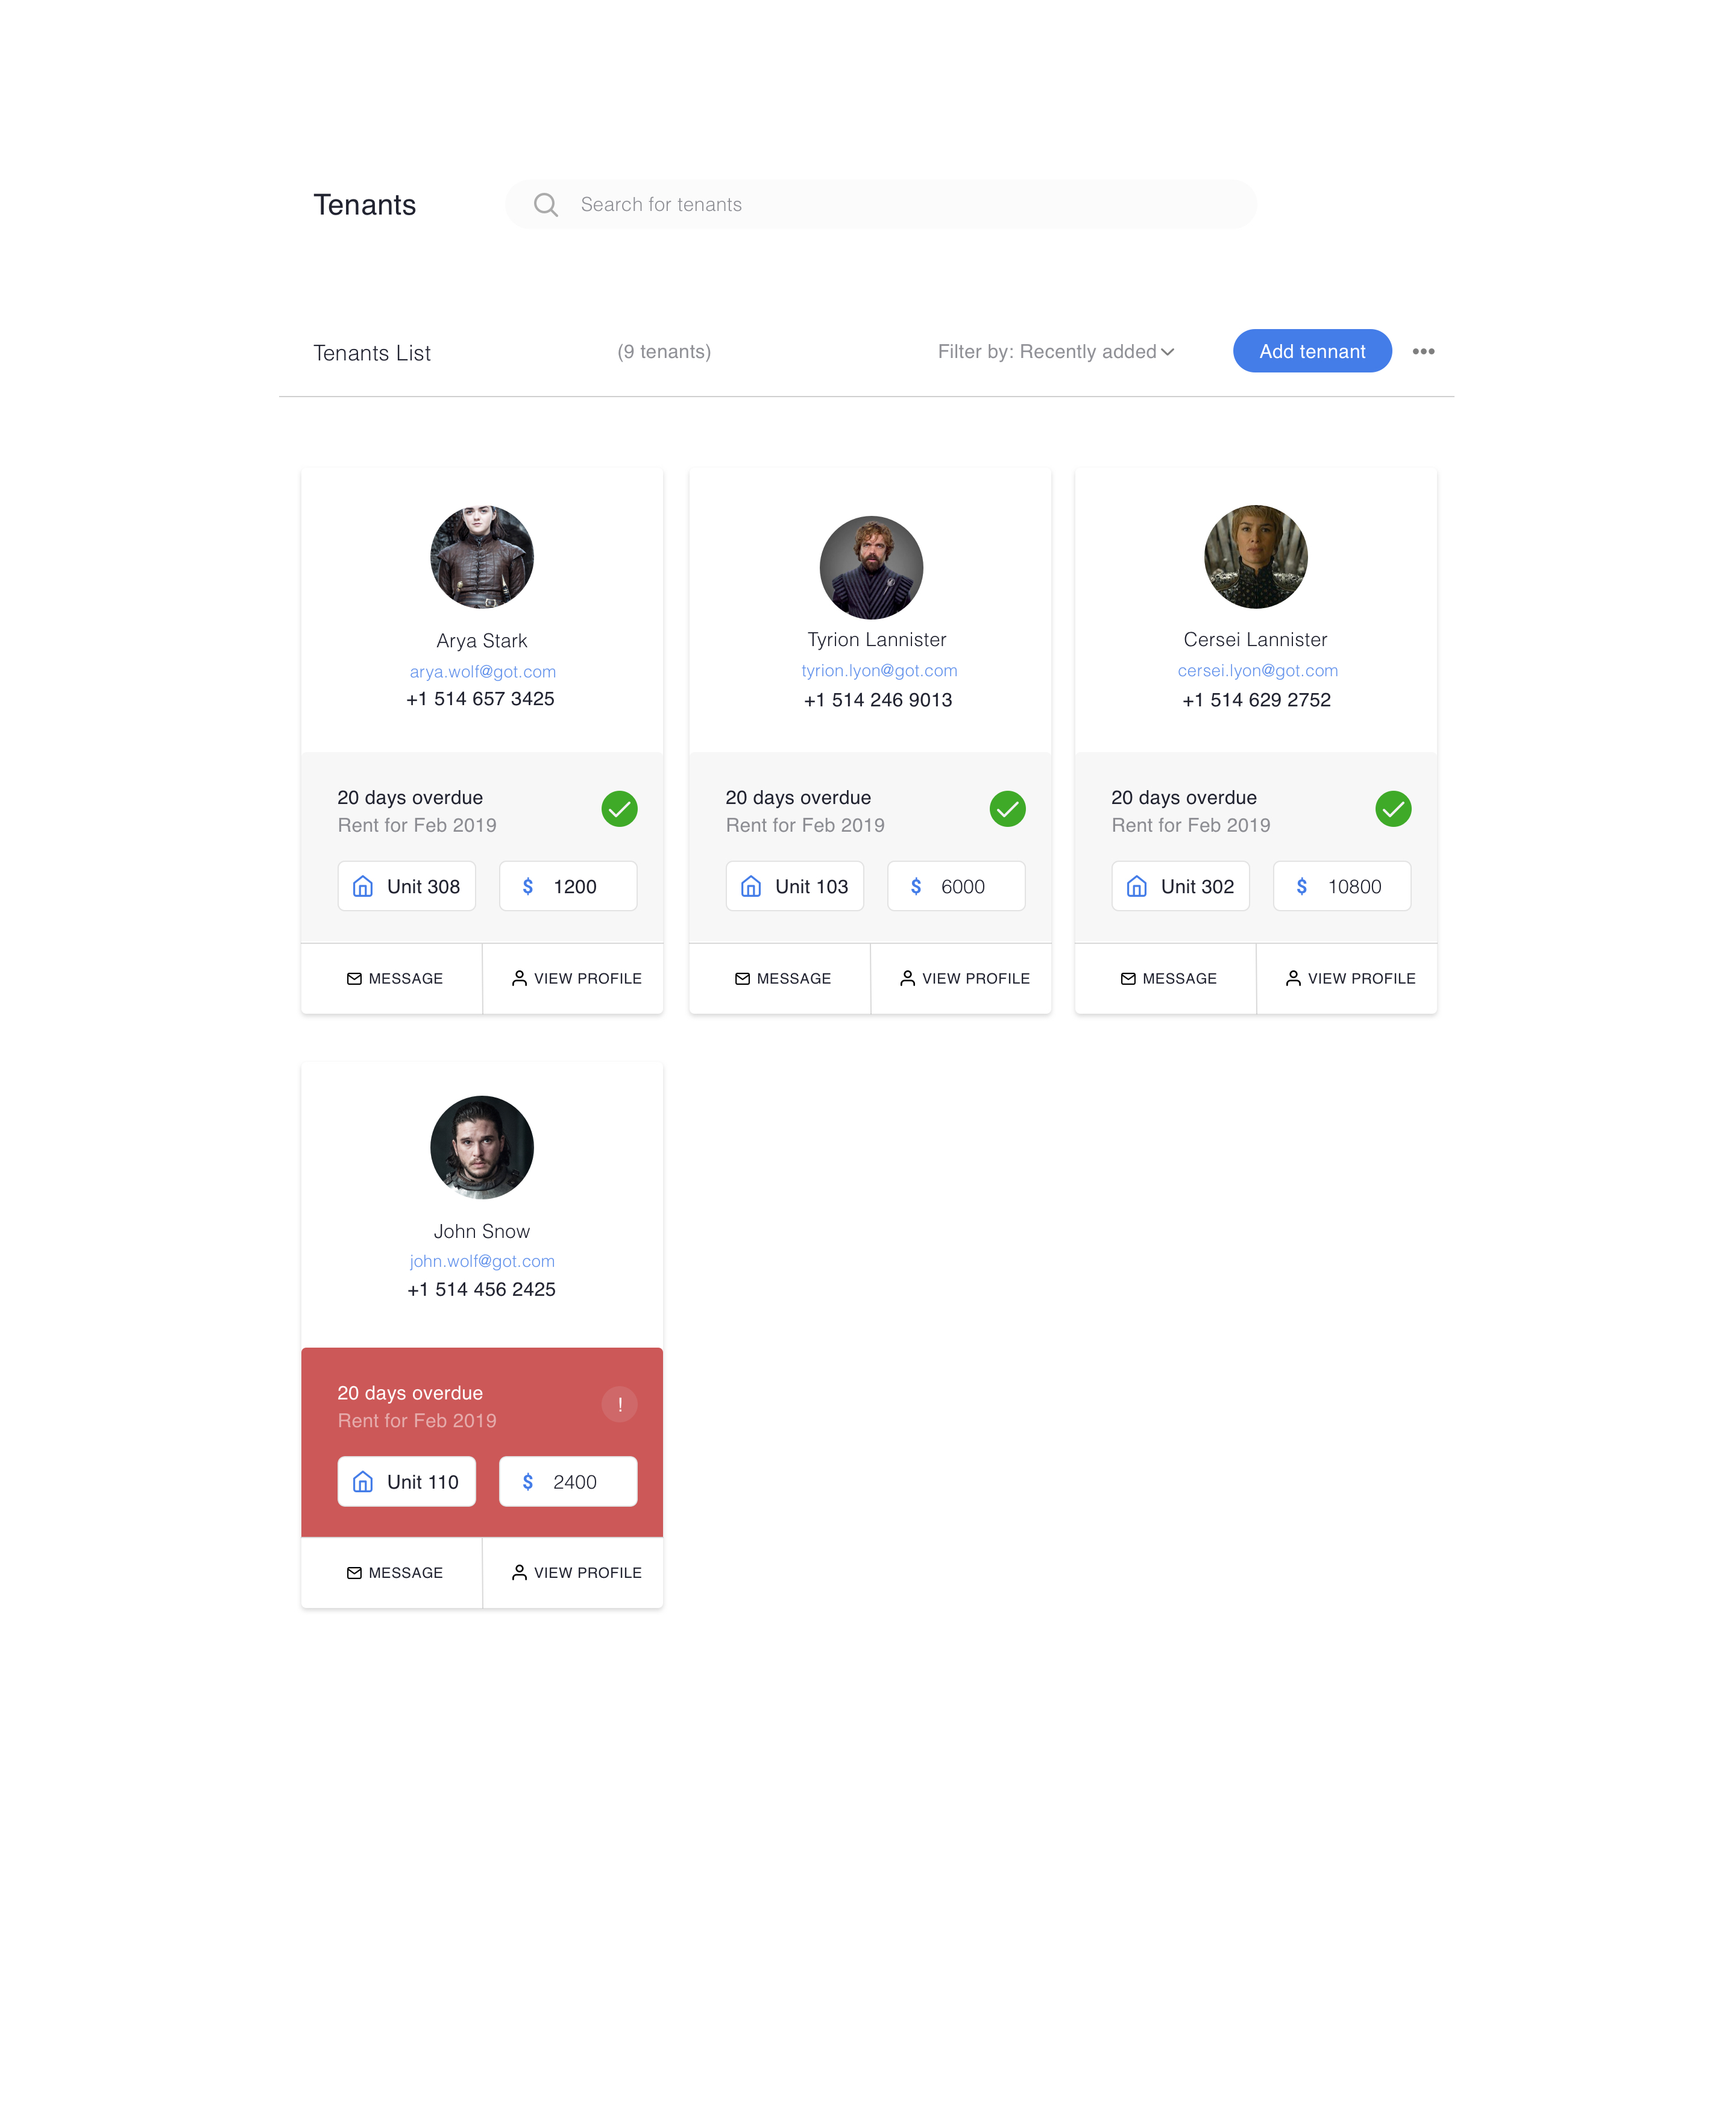 Tenants
Search for tenants
Tenants List
(9 tenants)
Filter by: Recently added
Add tennant
Arya Stark
arya.wolf@got.com
+1 514 657 3425
20 days overdue
Rent for Feb 2019
Unit 308
$ 1200
MESSAGE
VIEW PROFILE
Tyrion Lannister
tyrion.lyon@got.com
+1 514 246 9013
20 days overdue
Rent for Feb 2019
Unit 103
$ 6000
MESSAGE
VIEW PROFILE
Cersei Lannister
cersei.lyon@got.com
+1 514 629 2752
20 days overdue
Rent for Feb 2019
Unit 302
$ 10800
MESSAGE
VIEW PROFILE
John Snow
john.wolf@got.com
+1 514 456 2425
20 days overdue
Rent for Feb 2019
!
Unit 110
$ 2400
MESSAGE
VIEW PROFILE